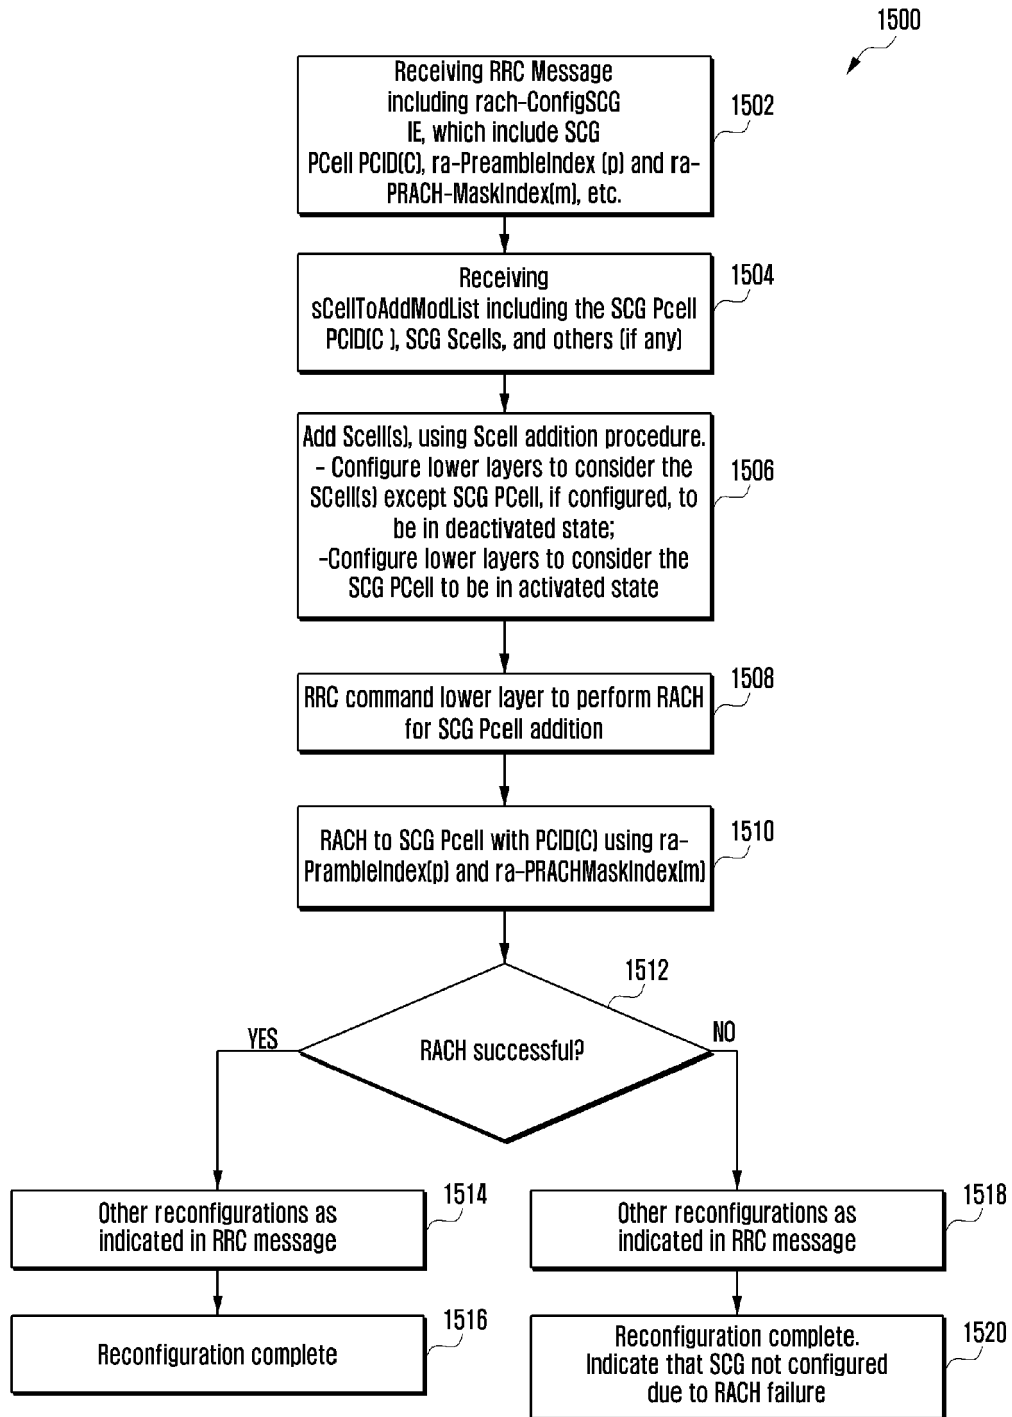 1500
Receiving RRC Message
including rach-ConfigSCG
IE, which include SCG
PCell PCID(C), ra-PreambleIndex (p) and ra-
PRACH-MaskIndex(m), etc.
1502
Receiving
sCellToAddModList including the SCG Pcell
PCID(C ), SCG Scells, and others (if any)
1504
Add Scell(s), using Scell addition procedure.
- Configure lower layers to consider the
SCell(s) except SCG PCell, if configured, to
be in deactivated state;
-Configure lower layers to consider the
SCG PCell to be in activated state
1506
RRC command lower layer to perform RACH
for SCG Pcell addition
1508
RACH to SCG Pcell with PCID(C) using ra-
PrambleIndex(p) and ra-PRACHMaskIndex(m)
1510
1512
RACH successful?
YES
NO
Other reconfigurations as
indicated in RRC message
1514
Reconfiguration complete
1516
Other reconfigurations as
indicated in RRC message
1518
Reconfiguration complete.
Indicate that SCG not configured
due to RACH failure
1520